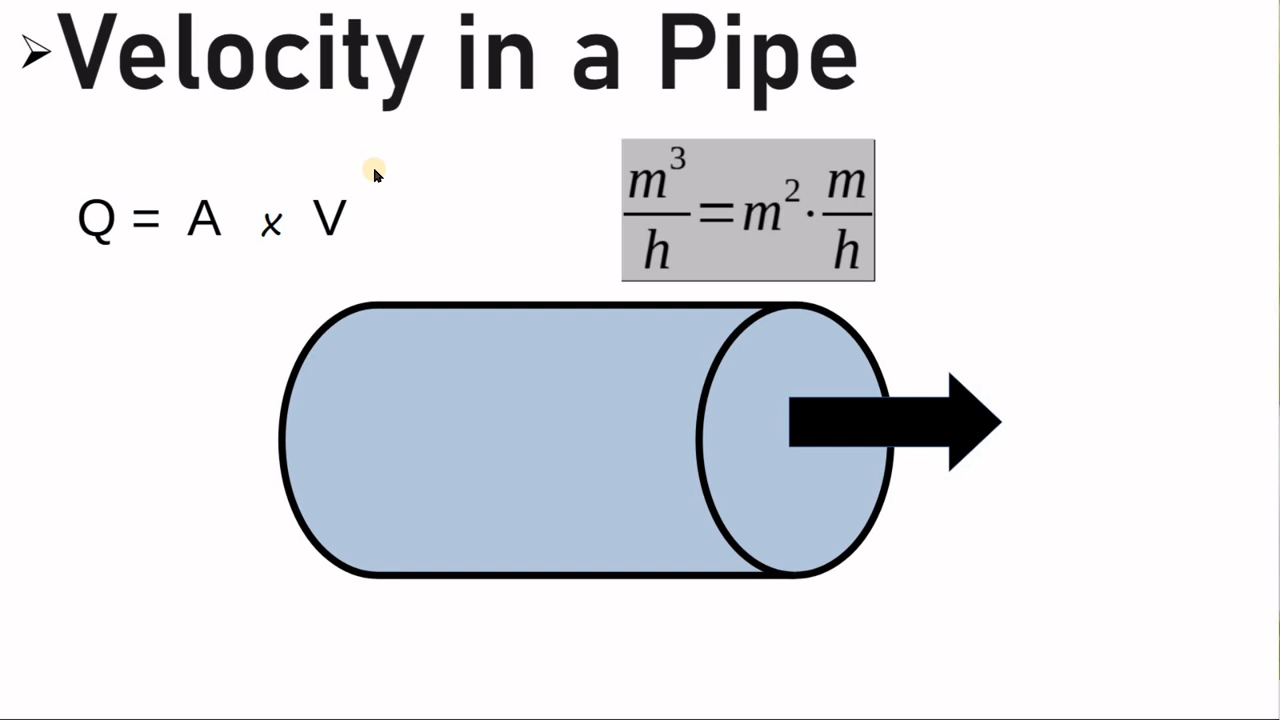 Velocity in a Pipe
Q = A x V
m³/h = m² · m/h